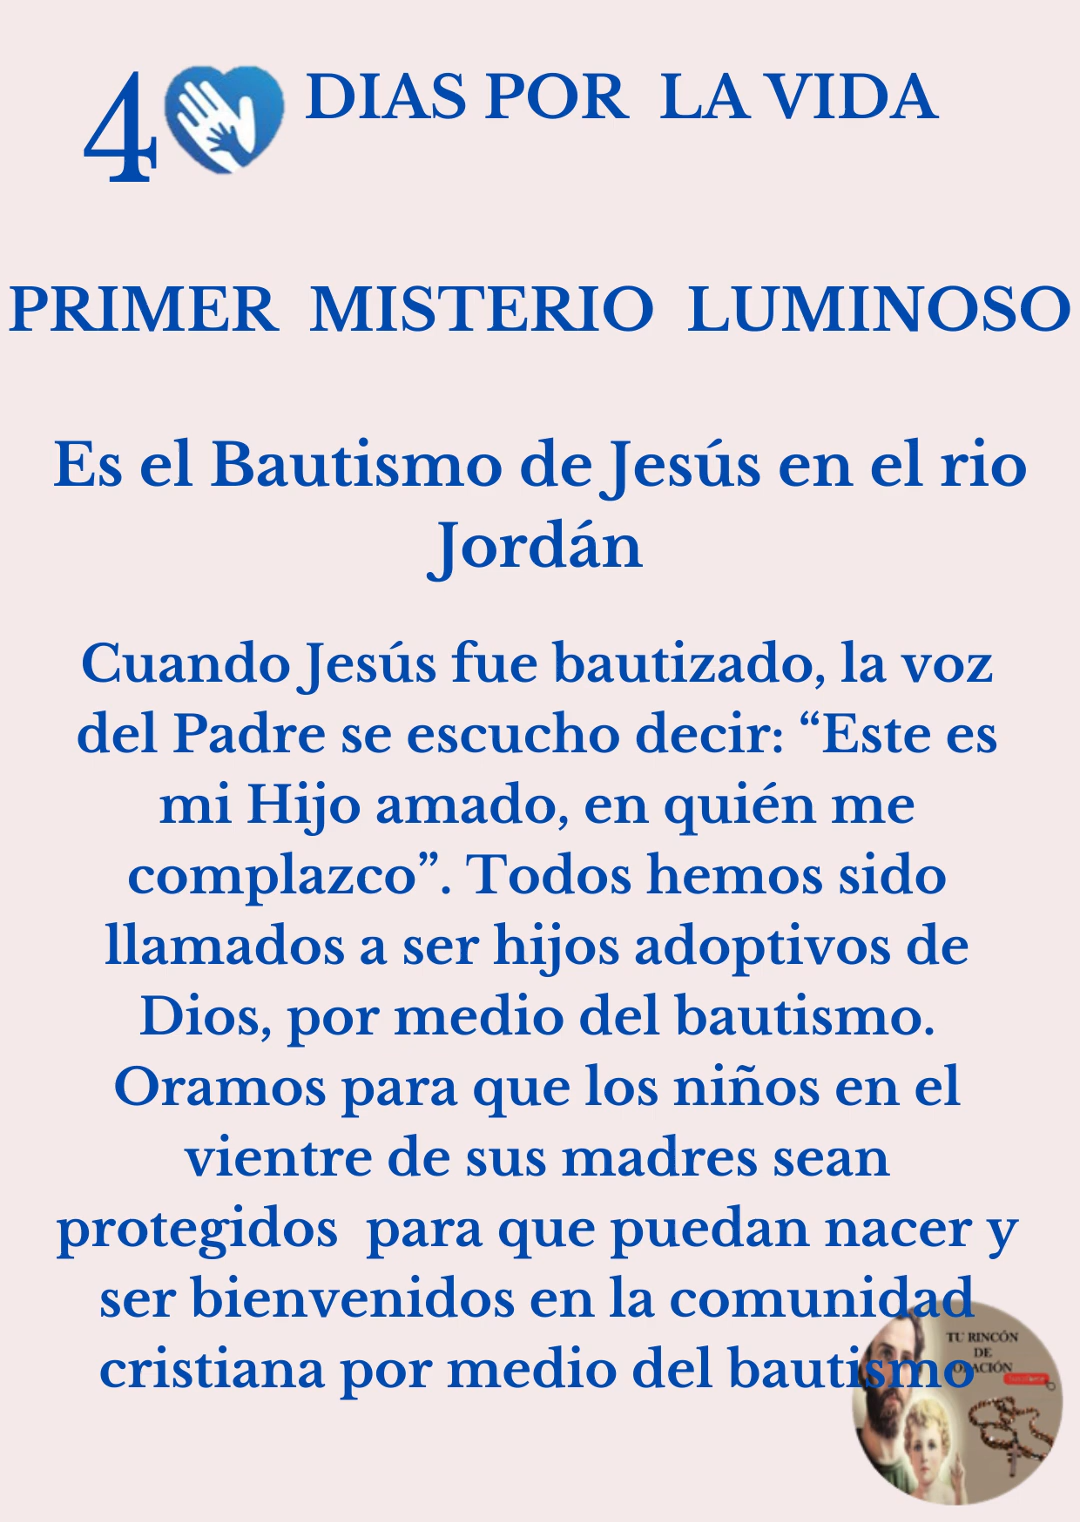 4 DIAS POR LA VIDA
PRIMER MISTERIO LUMINOSO
Es el Bautismo de Jesús en el rio
Jordán
Cuando Jesús fue bautizado, la voz
del Padre se escucho decir: “Este es
mi Hijo amado, en quién me
complazco”. Todos hemos sido
llamados a ser hijos adoptivos de
Dios, por medio del bautismo.
Oramos para que los niños en el
vientre de sus madres sean
protegidos para que puedan nacer y
ser bienvenidos en la comunidad
cristiana por medio del bautismo
TU RINCÓN
DE
ORACIÓN